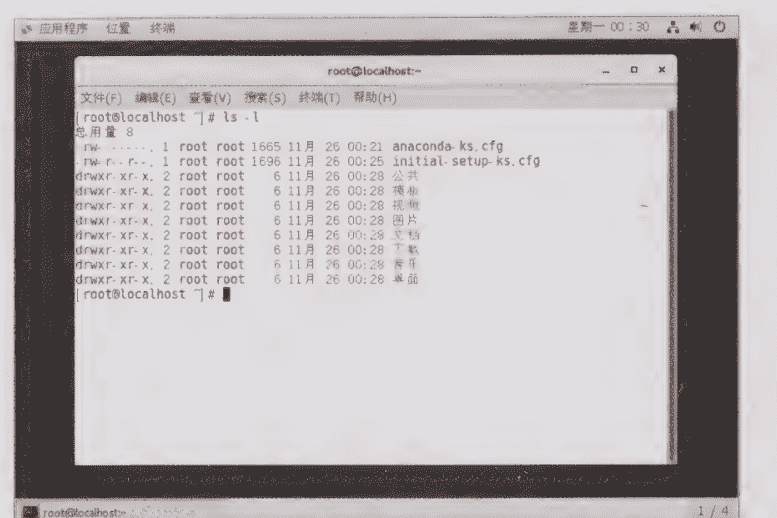 应用程序 位置 终端 星期一 00:30
root@localhost:~
文件(F) 编辑(E) 查看(V) 搜索(S) 终端(T) 帮助(H)
[root@localhost ~]# ls -l
总用量 8
-rw-------. 1 root root 1665 11月 26 00:21 anaconda-ks.cfg
-rw-r--r--. 1 root root 1696 11月 26 00:25 initial-setup-ks.cfg
drwxr-xr-x. 2 root root 6 11月 26 00:28 公共
drwxr-xr-x. 2 root root 6 11月 26 00:28 模板
drwxr-xr-x. 2 root root 6 11月 26 00:28 视频
drwxr-xr-x. 2 root root 6 11月 26 00:28 图片
drwxr-xr-x. 2 root root 6 11月 26 00:28 文档
drwxr-xr-x. 2 root root 6 11月 26 00:28 下载
drwxr-xr-x. 2 root root 6 11月 26 00:28 音乐
drwxr-xr-x. 2 root root 6 11月 26 00:28 桌面
[root@localhost ~]#
root@localhost:~ 1 / 4